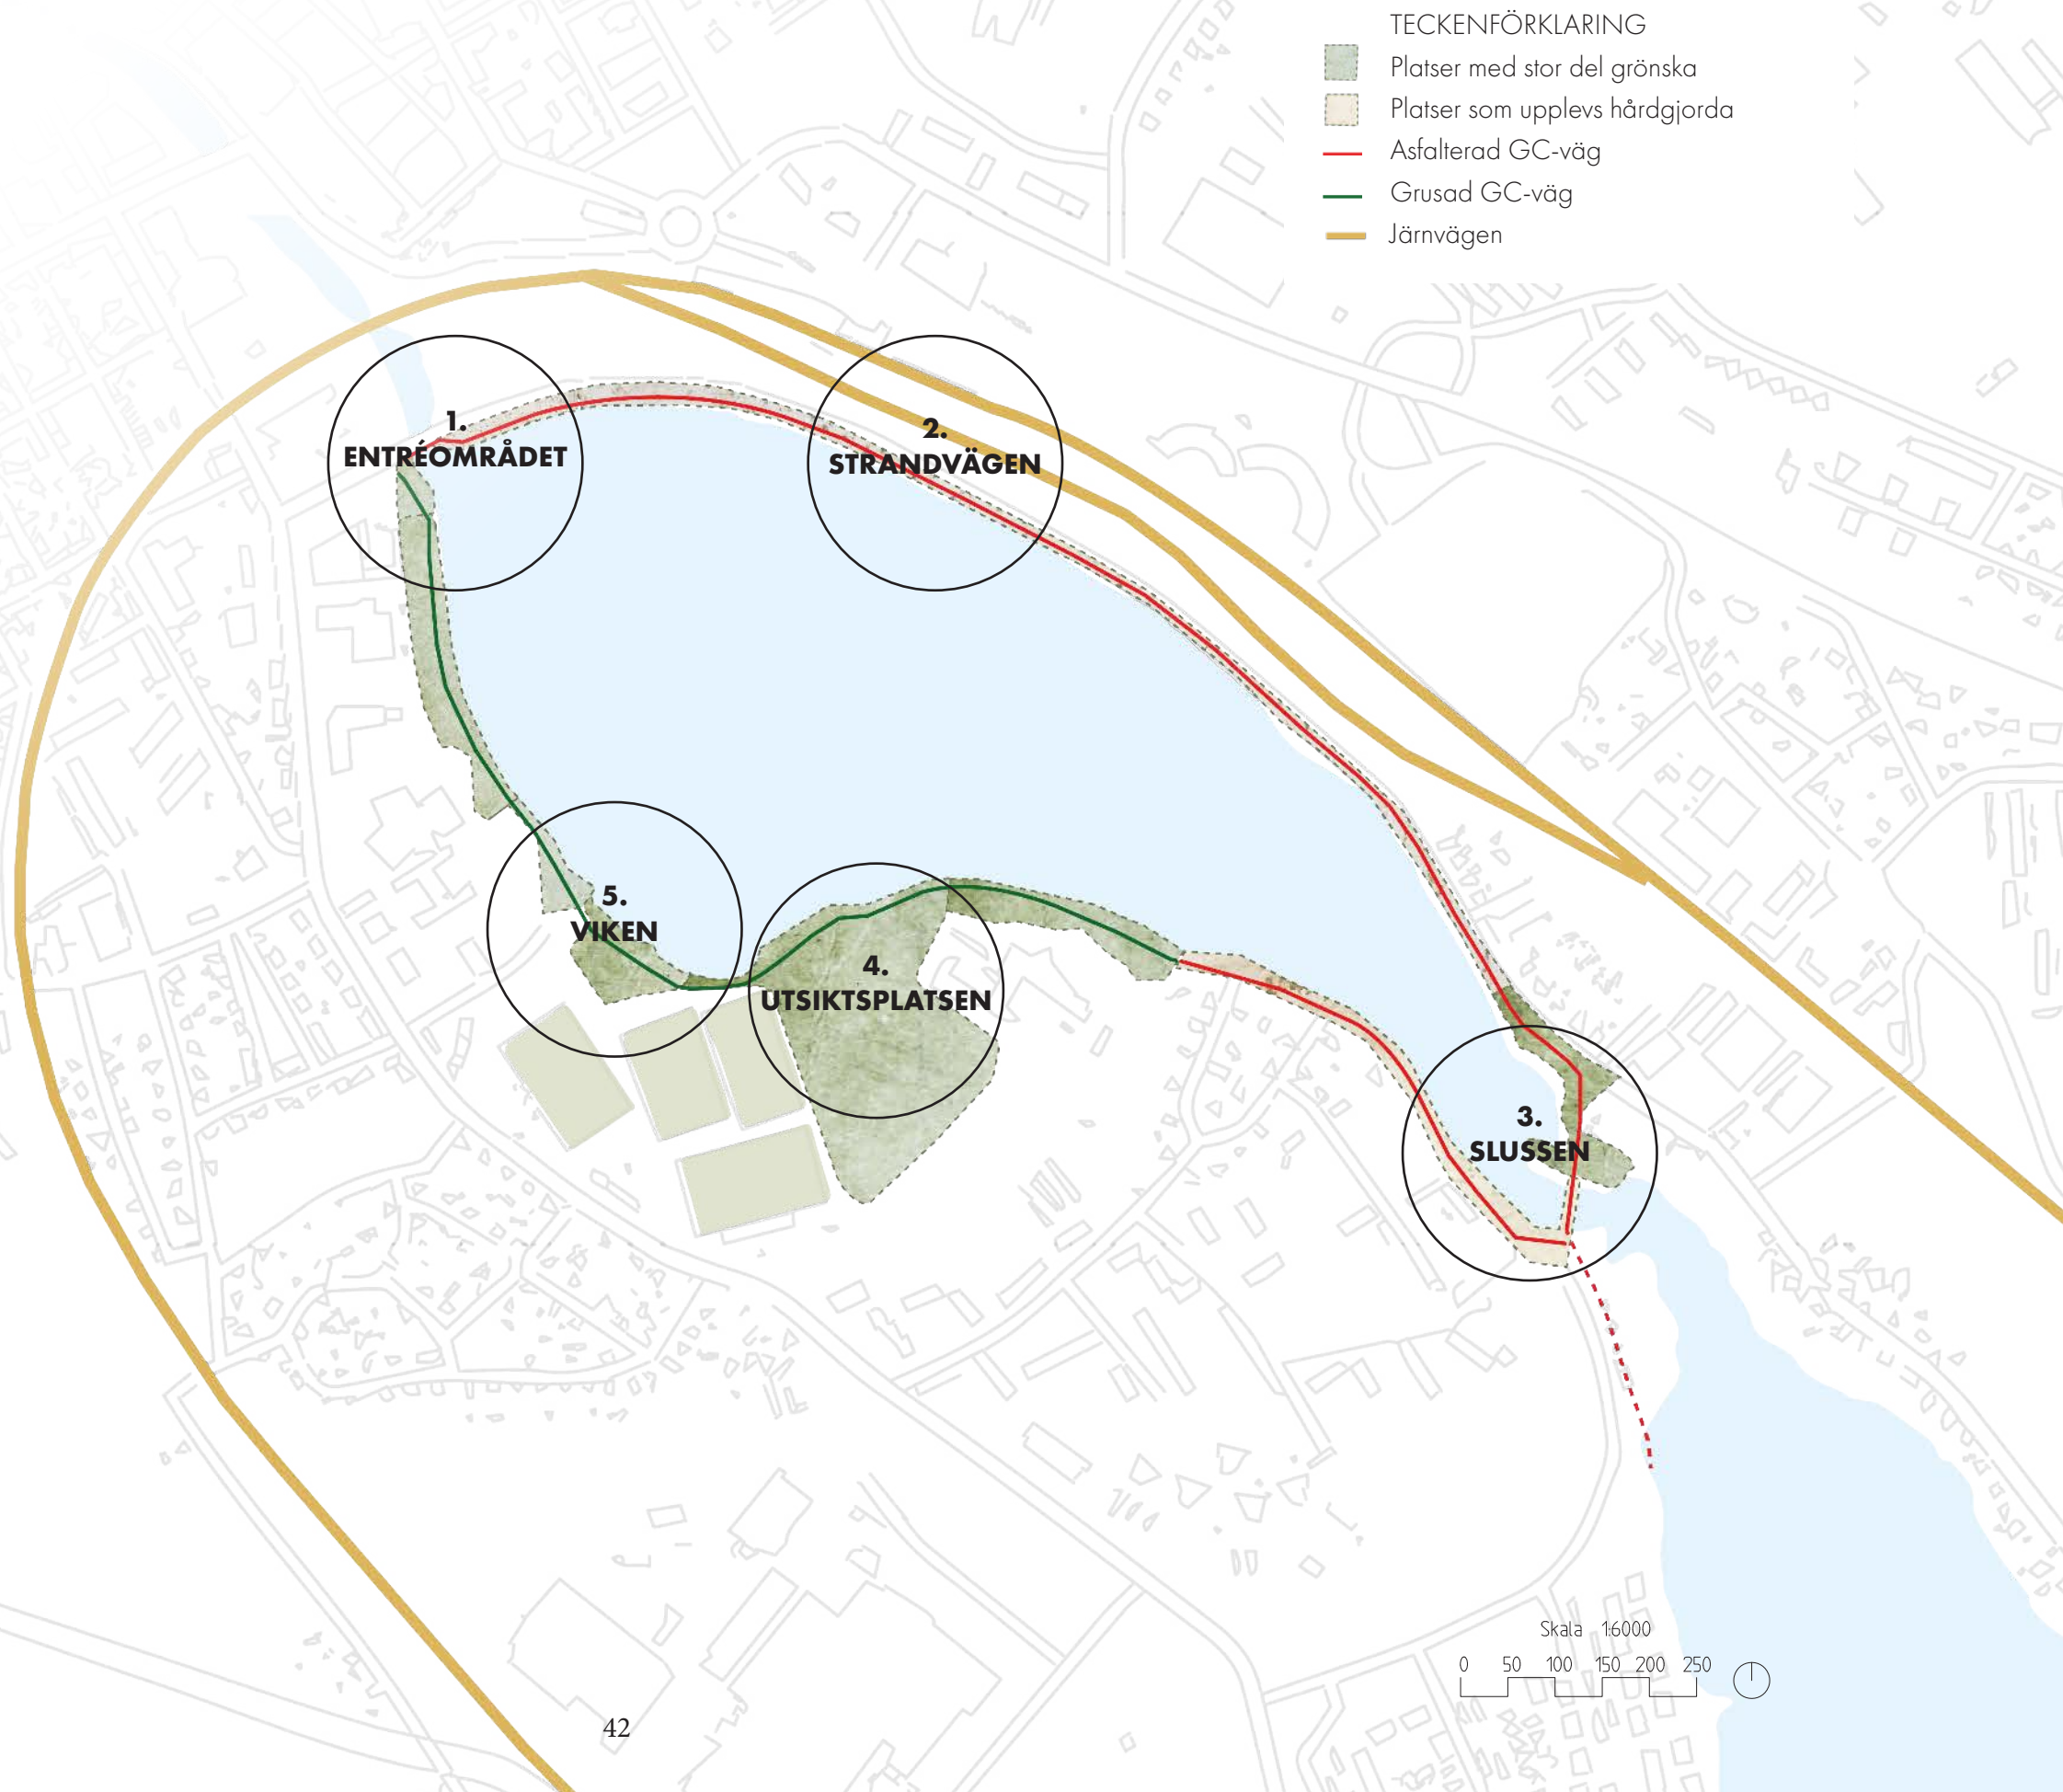 TECKENFÖRKLARING
Platser med stor del grönska
Platser som upplevs hårdgjorda
Asfalterad GC-väg
Grusad GC-väg
Järnvägen
1.
ENTRÉOMRÅDET
2.
STRANDVÄGEN
5.
VIKEN
4.
UTSIKTSPLATSEN
3.
SLUSSEN
Skala 1:6000
0 50 100 150 200 250
42